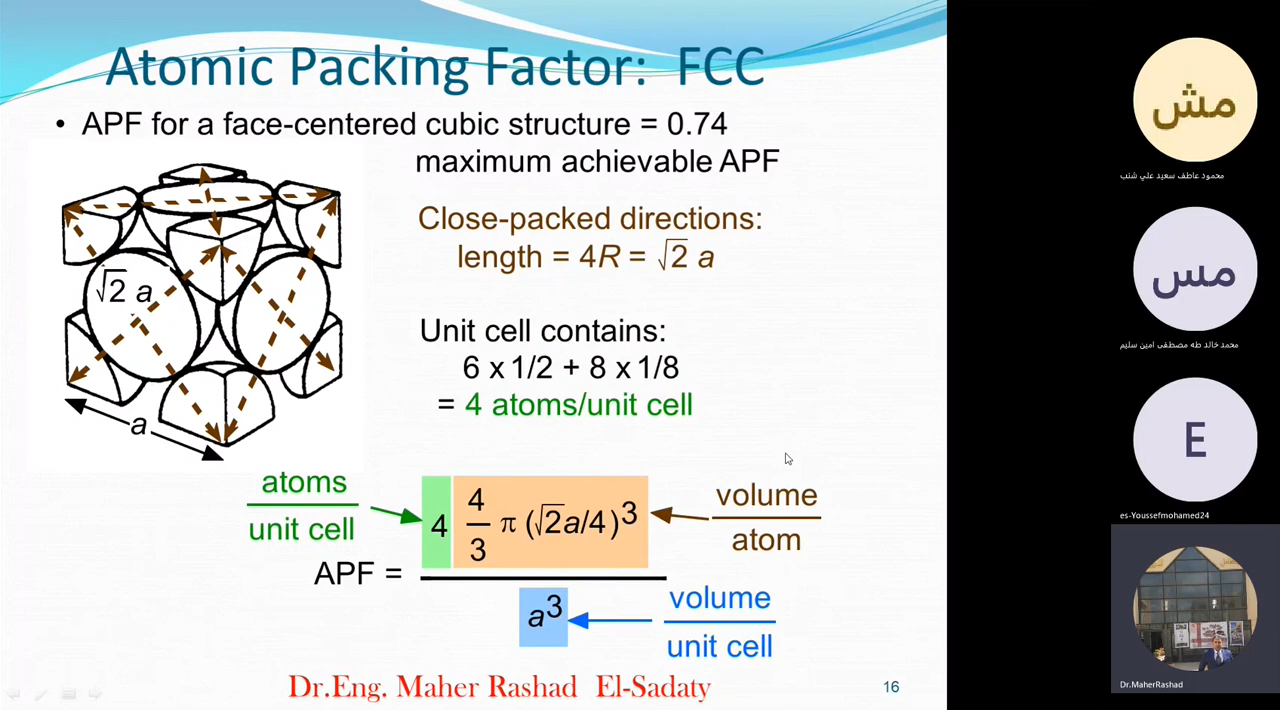 Atomic Packing Factor: FCC
• APF for a face-centered cubic structure = 0.74
maximum achievable APF
Close-packed directions:
length = 4R = √2 a
√2 a
a
Unit cell contains:
6 x 1/2 + 8 x 1/8
= 4 atoms/unit cell
atoms
unit cell
APF =
4
4
3
π (√2a/4)3
a3
volume
atom
volume
unit cell
Dr.Eng. Maher Rashad El-Sadaty
16
مش
محمود عاطف سعيد علي شنب
مس
محمد خالد طه مصطفى امين سليم
E
es-Youssefmohamed24
Dr.MaherRashad